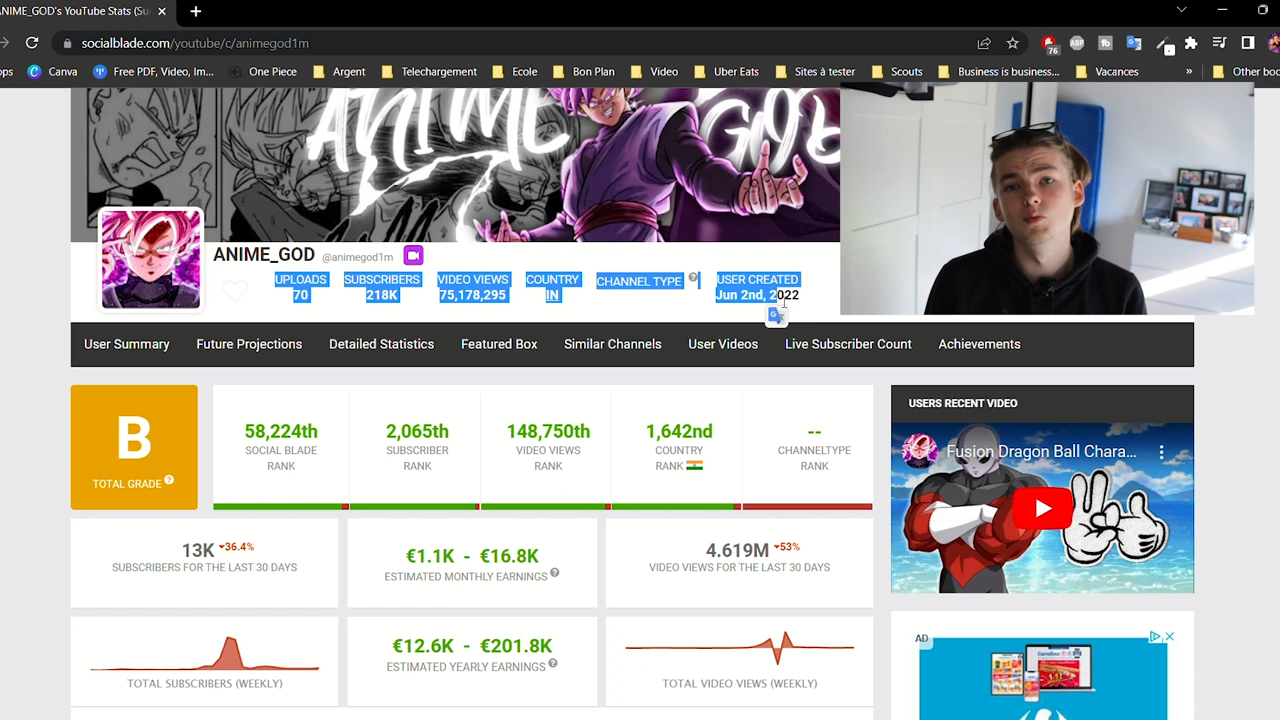 ANIME_GOD's YouTube Stats (Su
socialblade.com/youtube/c/animegod1m
76
ABP
tb
ops
Canva
Free PDF, Video, Im...
One Piece
Argent
Telechargement
Ecole
Bon Plan
Video
Uber Eats
Sites à tester
Scouts
Business is business...
Vacances
»
Other boo
ANIME GOD
ANIME_GOD @animegod1m
UPLOADS SUBSCRIBERS VIDEO VIEWS COUNTRY CHANNEL TYPE ? USER CREATED
70 218K 75,178,295 IN Jun 2nd, 2022
User Summary Future Projections Detailed Statistics Featured Box Similar Channels User Videos Live Subscriber Count Achievements
B
TOTAL GRADE ?
58,224th
SOCIAL BLADE
RANK
2,065th
SUBSCRIBER
RANK
148,750th
VIDEO VIEWS
RANK
1,642nd
COUNTRY
RANK
--
CHANNELTYPE
RANK
USERS RECENT VIDEO
Fusion Dragon Ball Chara...
13K 36.4%
SUBSCRIBERS FOR THE LAST 30 DAYS
€1.1K - €16.8K
ESTIMATED MONTHLY EARNINGS ?
4.619M 53%
VIDEO VIEWS FOR THE LAST 30 DAYS
TOTAL SUBSCRIBERS (WEEKLY)
€12.6K - €201.8K
ESTIMATED YEARLY EARNINGS ?
TOTAL VIDEO VIEWS (WEEKLY)
AD